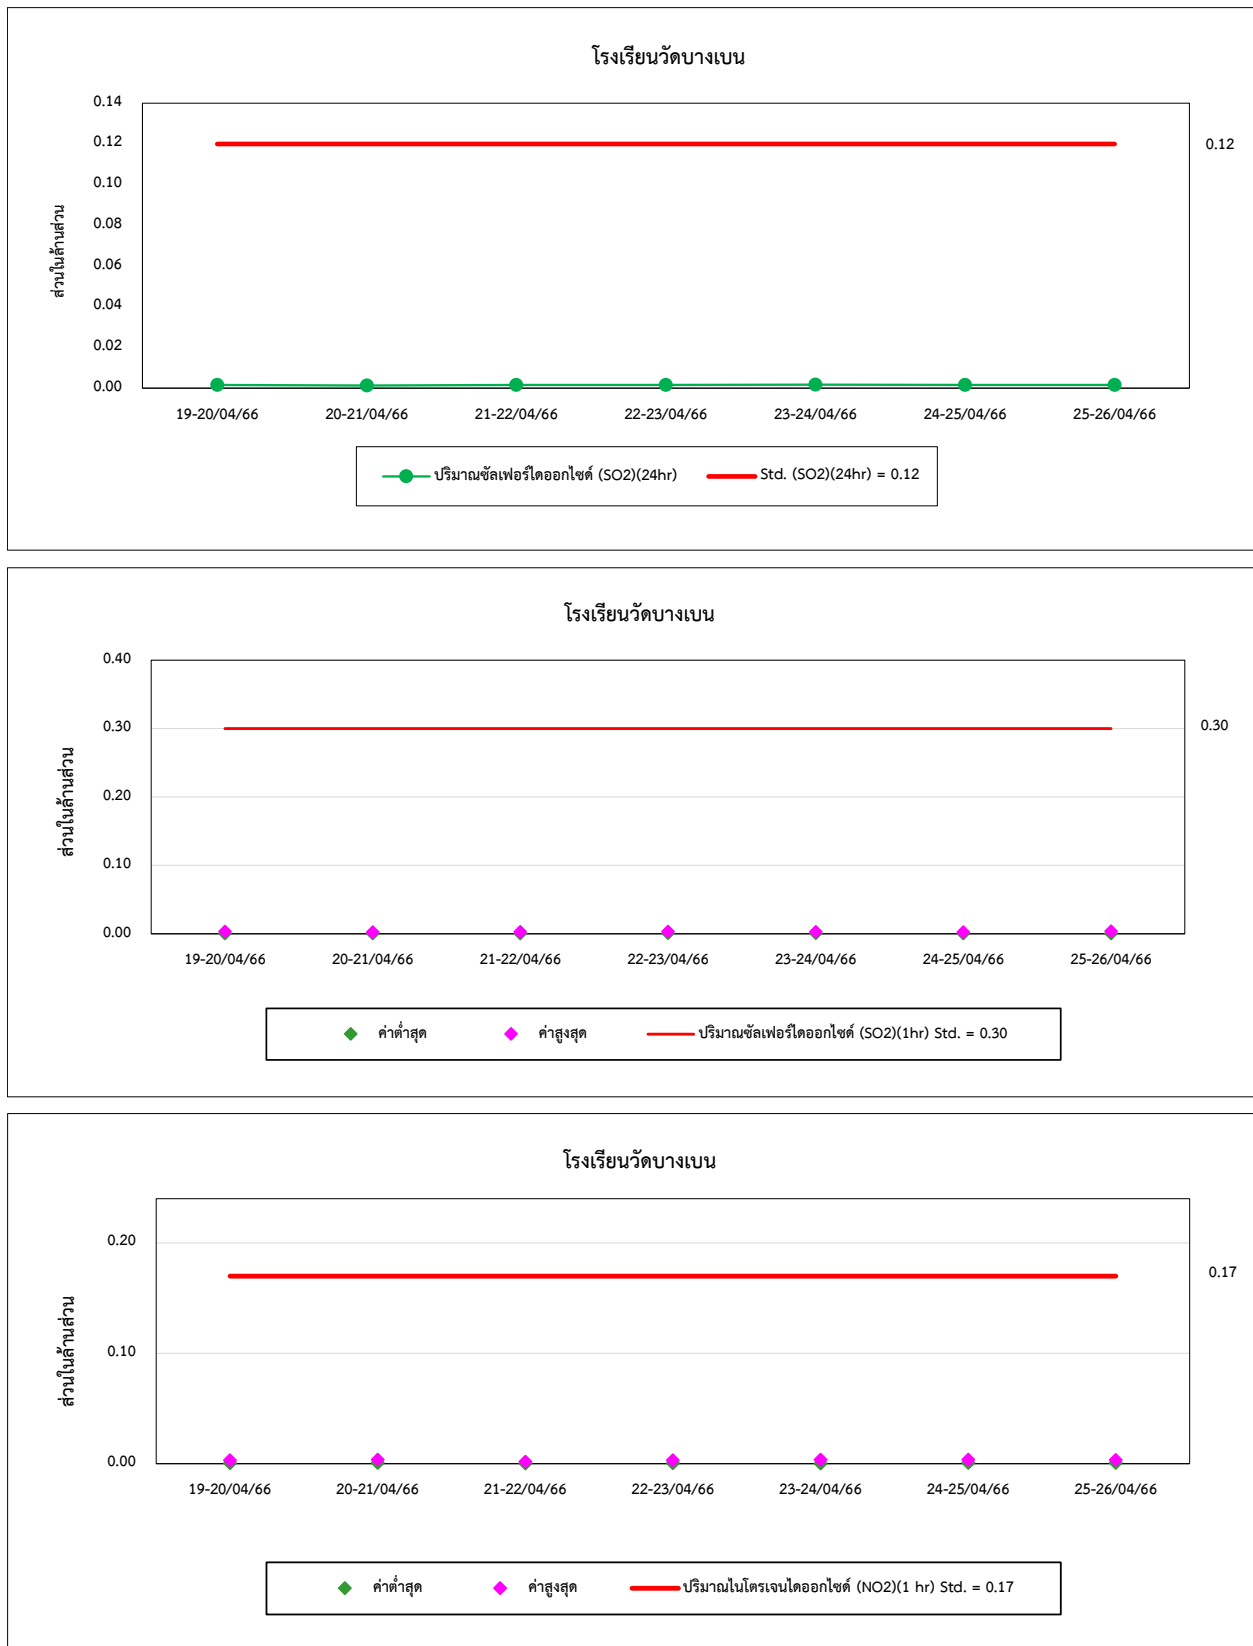 โรงเรียนวัดบางเบน
0.14
0.12
0.12
0.10
0.08
0.06
0.04
0.02
0.00
ส่วนในล้านส่วน
19-20/04/66 20-21/04/66 21-22/04/66 22-23/04/66 23-24/04/66 24-25/04/66 25-26/04/66
ปริมาณซัลเฟอร์ไดออกไซด์ (SO2)(24hr) Std. (SO2)(24hr) = 0.12
โรงเรียนวัดบางเบน
0.40
0.30
0.30
0.20
0.10
0.00
ส่วนในล้านส่วน
19-20/04/66 20-21/04/66 21-22/04/66 22-23/04/66 23-24/04/66 24-25/04/66 25-26/04/66
ค่าต่ำสุด ค่าสูงสุด ปริมาณซัลเฟอร์ไดออกไซด์ (SO2)(1hr) Std. = 0.30
โรงเรียนวัดบางเบน
0.20
0.17
0.10
0.00
ส่วนในล้านส่วน
19-20/04/66 20-21/04/66 21-22/04/66 22-23/04/66 23-24/04/66 24-25/04/66 25-26/04/66
ค่าต่ำสุด ค่าสูงสุด ปริมาณไนโตรเจนไดออกไซด์ (NO2)(1 hr) Std. = 0.17